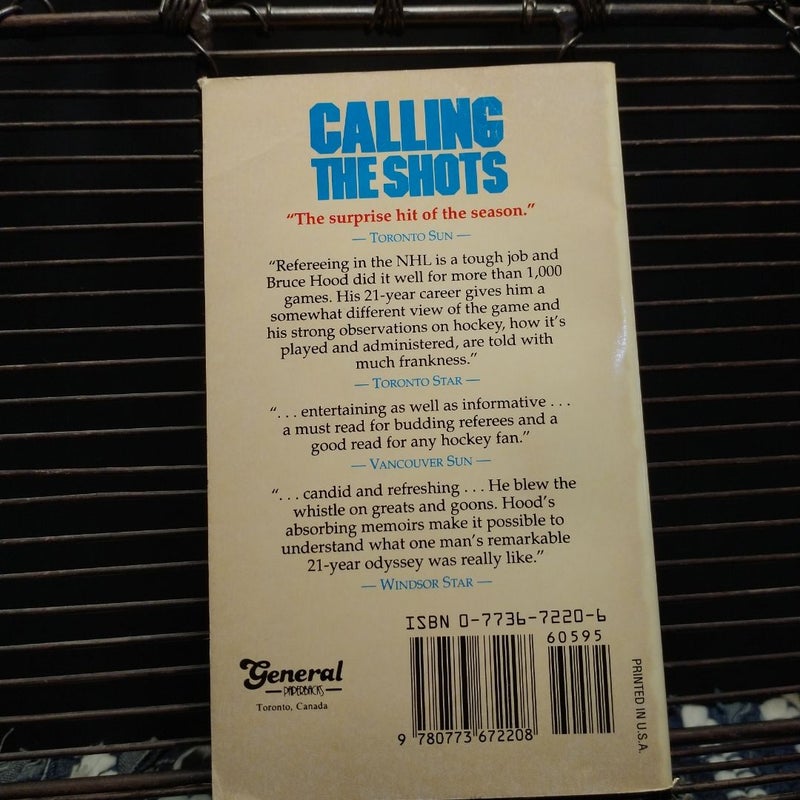 CALLING
THE SHOTS
“The surprise hit of the season.”
— TORONTO SUN —
“Refereeing in the NHL is a tough job and
Bruce Hood did it well for more than 1,000
games. His 21-year career gives him a
somewhat different view of the game and
his strong observations on hockey, how it’s
played and administered, are told with
much frankness.”
— TORONTO STAR —
“. . . entertaining as well as informative . . .
a must read for budding referees and a
good read for any hockey fan.”
— VANCOUVER SUN —
“. . . candid and refreshing . . . He blew the
whistle on greats and goons. Hood’s
absorbing memoirs make it possible to
understand what one man’s remarkable
21-year odyssey was really like.”
— WINDSOR STAR —
ISBN 0-7736-7220-6
60595
9 780773 672208
General
PAPERBACKS
Toronto, Canada
PRINTED IN U.S.A.